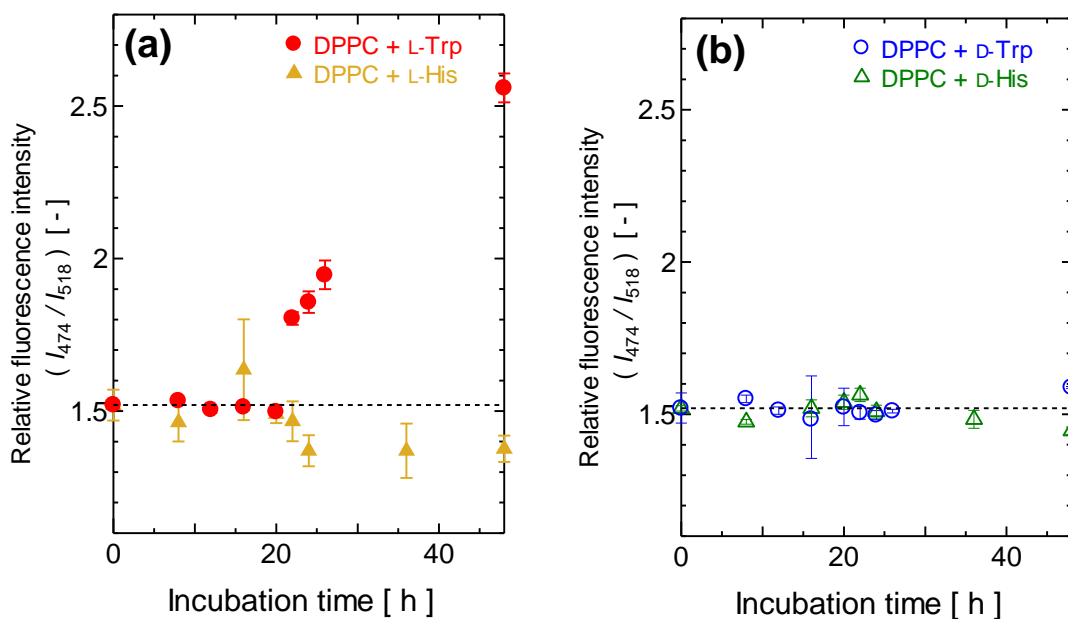 (a)
DPPC + L-Trp
DPPC + L-His
2.5
2
1.5
0
20
40
Incubation time [ h ]
Relative fluorescence intensity
( I474 / I518 ) [ - ]
(b)
DPPC + D-Trp
DPPC + D-His
2.5
2
1.5
0
20
40
Incubation time [ h ]
Relative fluorescence intensity
( I474 / I518 ) [ - ]